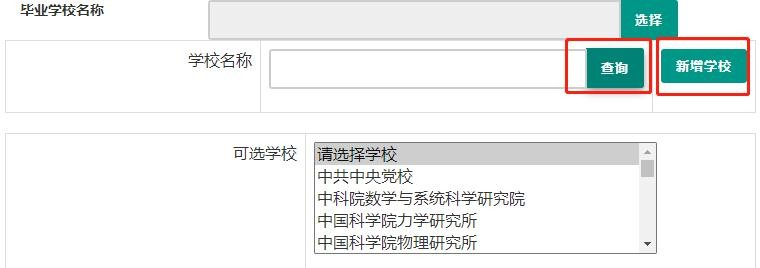 毕业学校名称 选择
学校名称 查询 新增学校
可选学校 请选择学校
中共中央党校
中科院数学与系统科学研究院
中国科学院力学研究所
中国科学院物理研究所